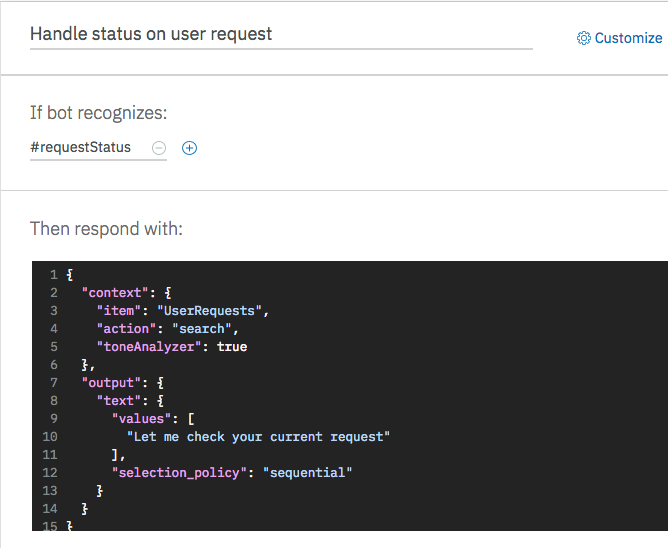 Handle status on user request
Customize
If bot recognizes:
#requestStatus
Then respond with:
1 {
2 "context": {
3 "item": "UserRequests",
4 "action": "search",
5 "toneAnalyzer": true
6 },
7 "output": {
8 "text": {
9 "values": [
10 "Let me check your current request"
11 ],
12 "selection_policy": "sequential"
13 }
14 }
15 }